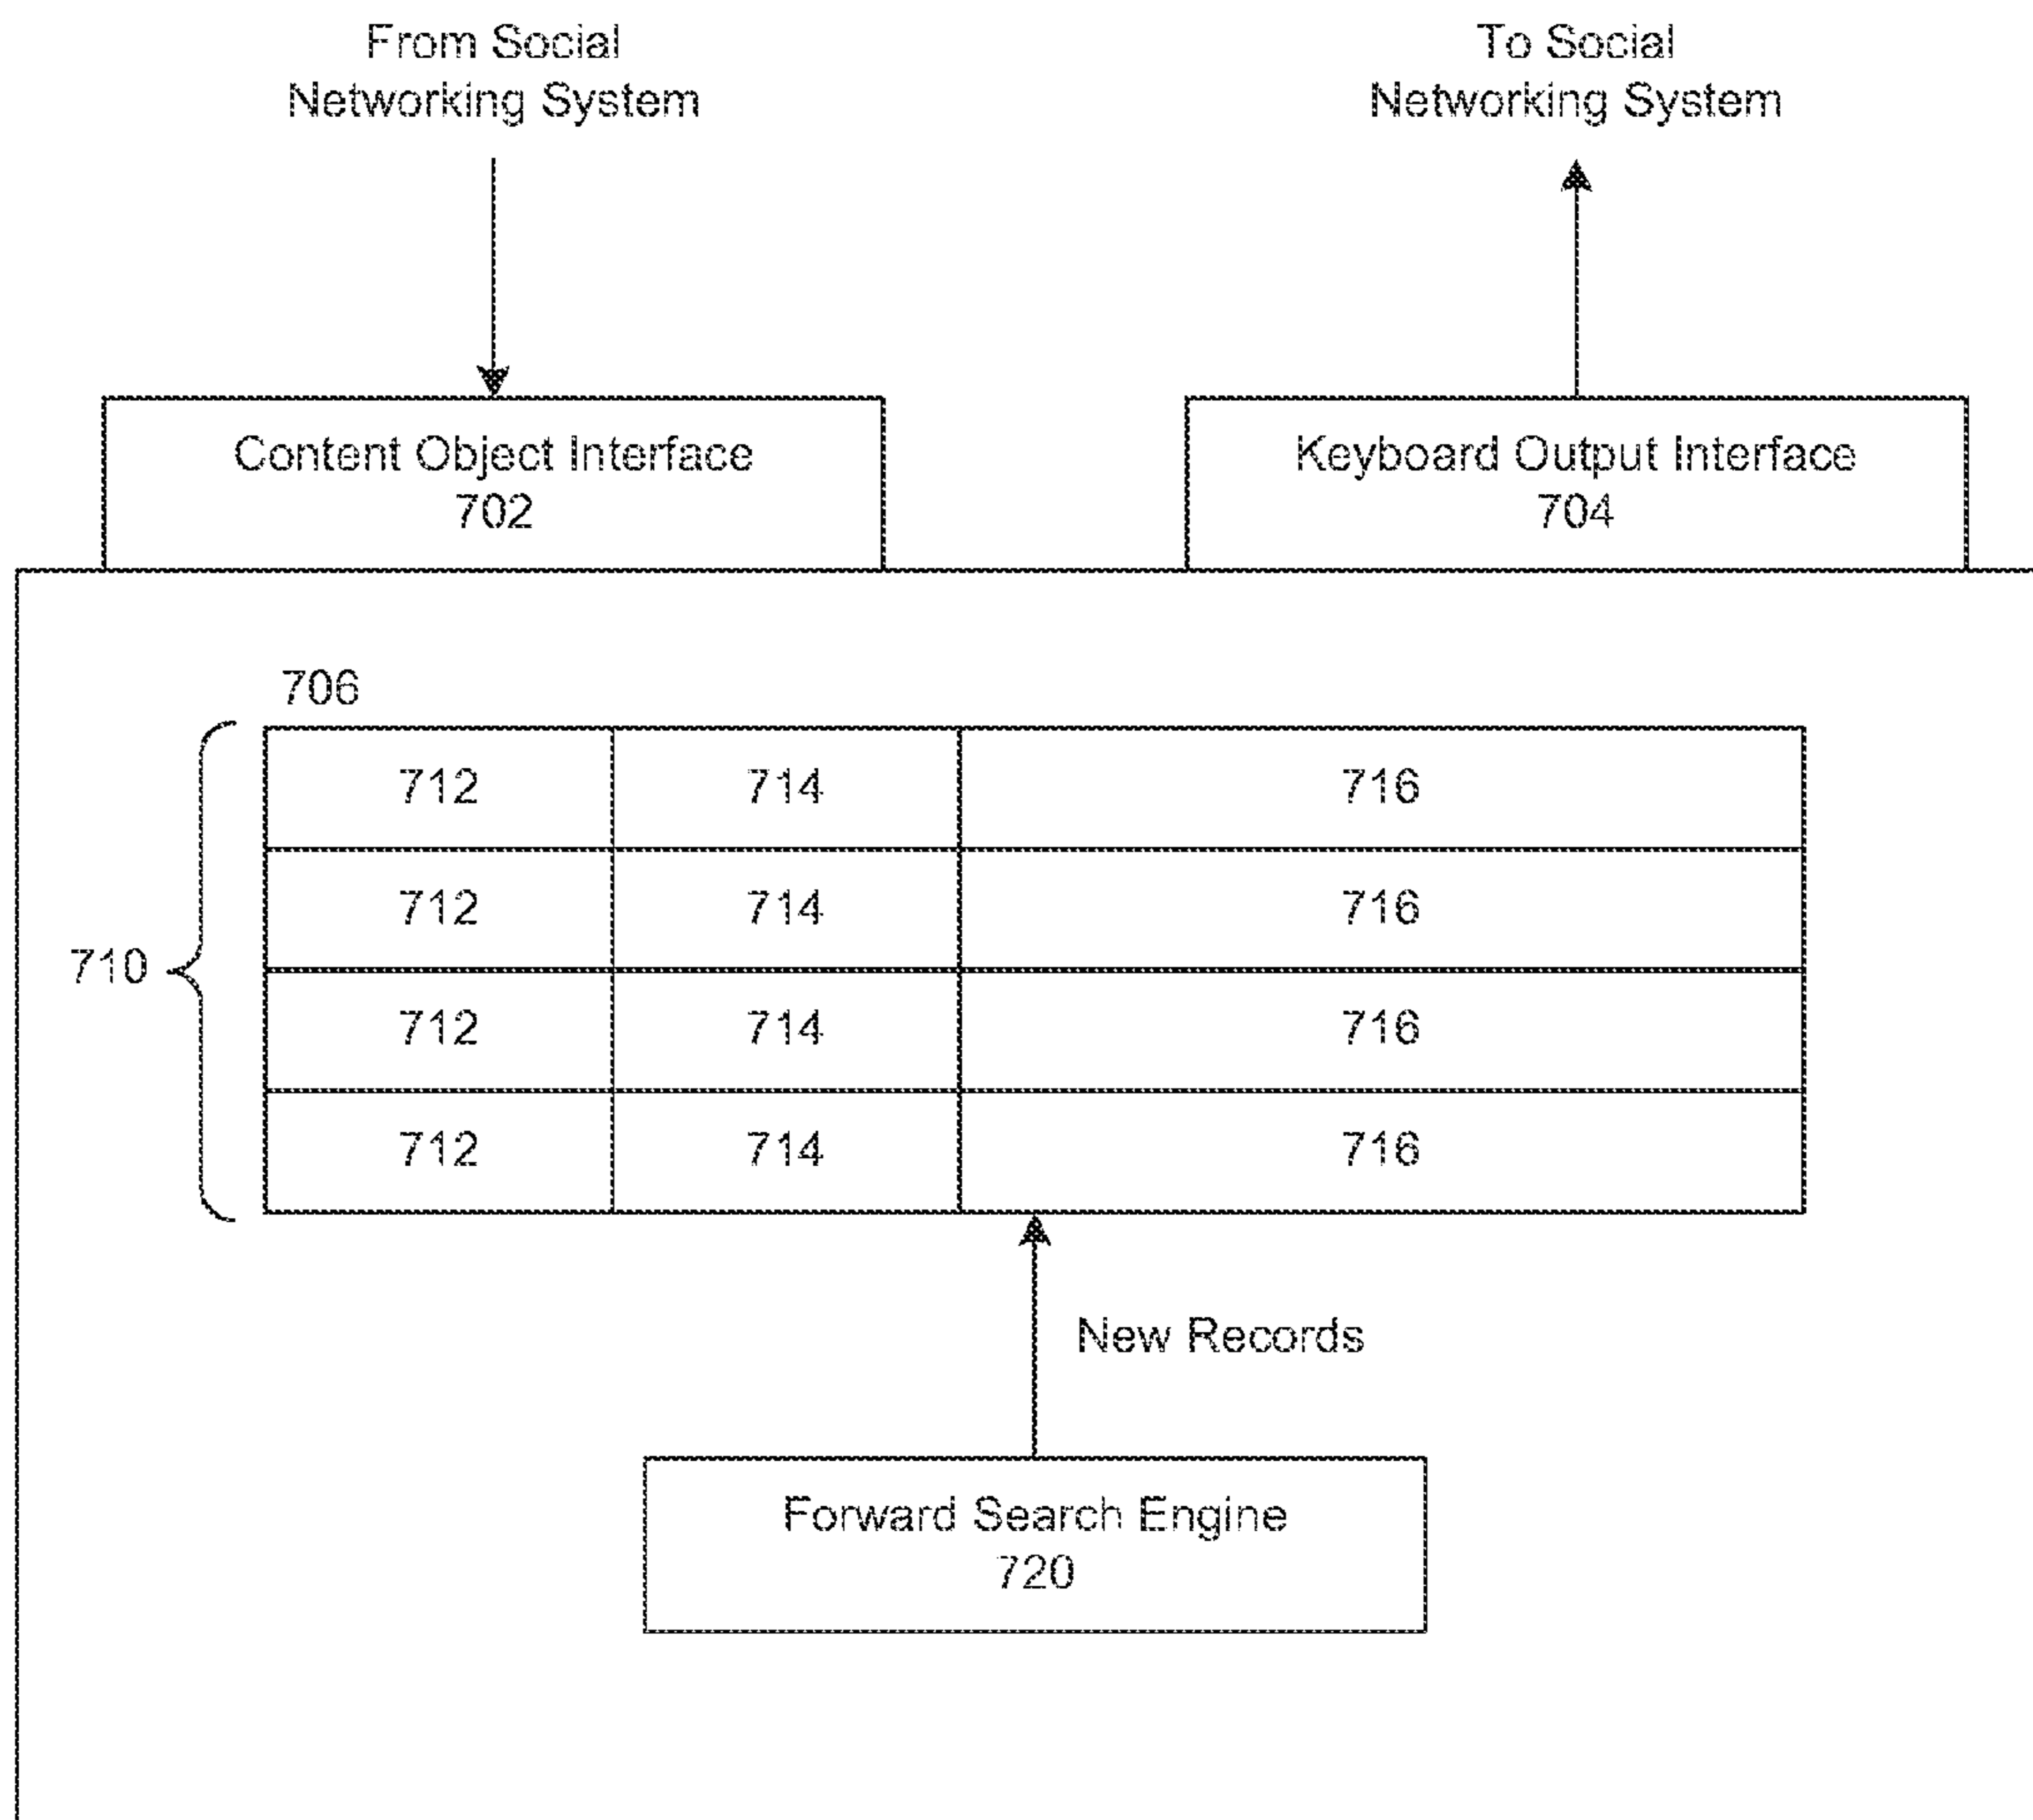 From Social
Networking System
To Social
Networking System
Content Object Interface
702
Keyboard Output Interface
704
706
712 714 716
712 714 716
710
712 714 716
712 714 716
New Records
Forward Search Engine
720